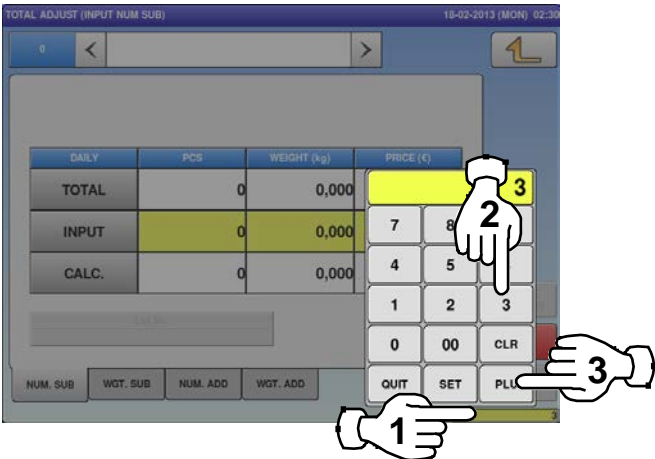 TOTAL ADJUST (INPUT NUM SUB) 18-02-2013 (MON) 02:30
0 < >
DAILY PCS WEIGHT (kg) PRICE (€)
TOTAL 0 0,000
INPUT 0 0,000
CALC. 0 0,000
3
7 8
4 5
1 2 3
0 00 CLR
QUIT SET PLU
NUM. SUB WGT. SUB NUM. ADD WGT. ADD
3
1
2
3